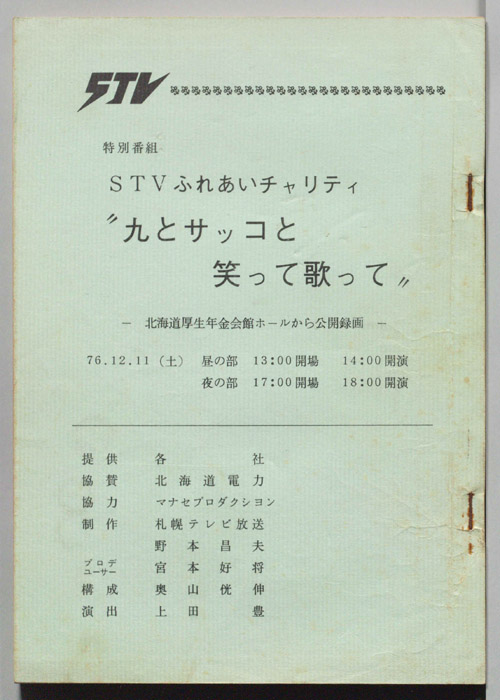 STV
特別番組
STVふれあいチャリティ
〝九とサッコと
笑って歌って〟
― 北海道厚生年金会館ホールから公開録画 ―
76.12.11（土） 昼の部 13:00開場 14:00開演
夜の部 17:00開場 18:00開演
提供 各社
協賛 北海道電力
協力 マナセプロダクション
制作 札幌テレビ放送
野本昌夫
プロデューサー 宮本好将
構成 奥山侊伸
演出 上田豊